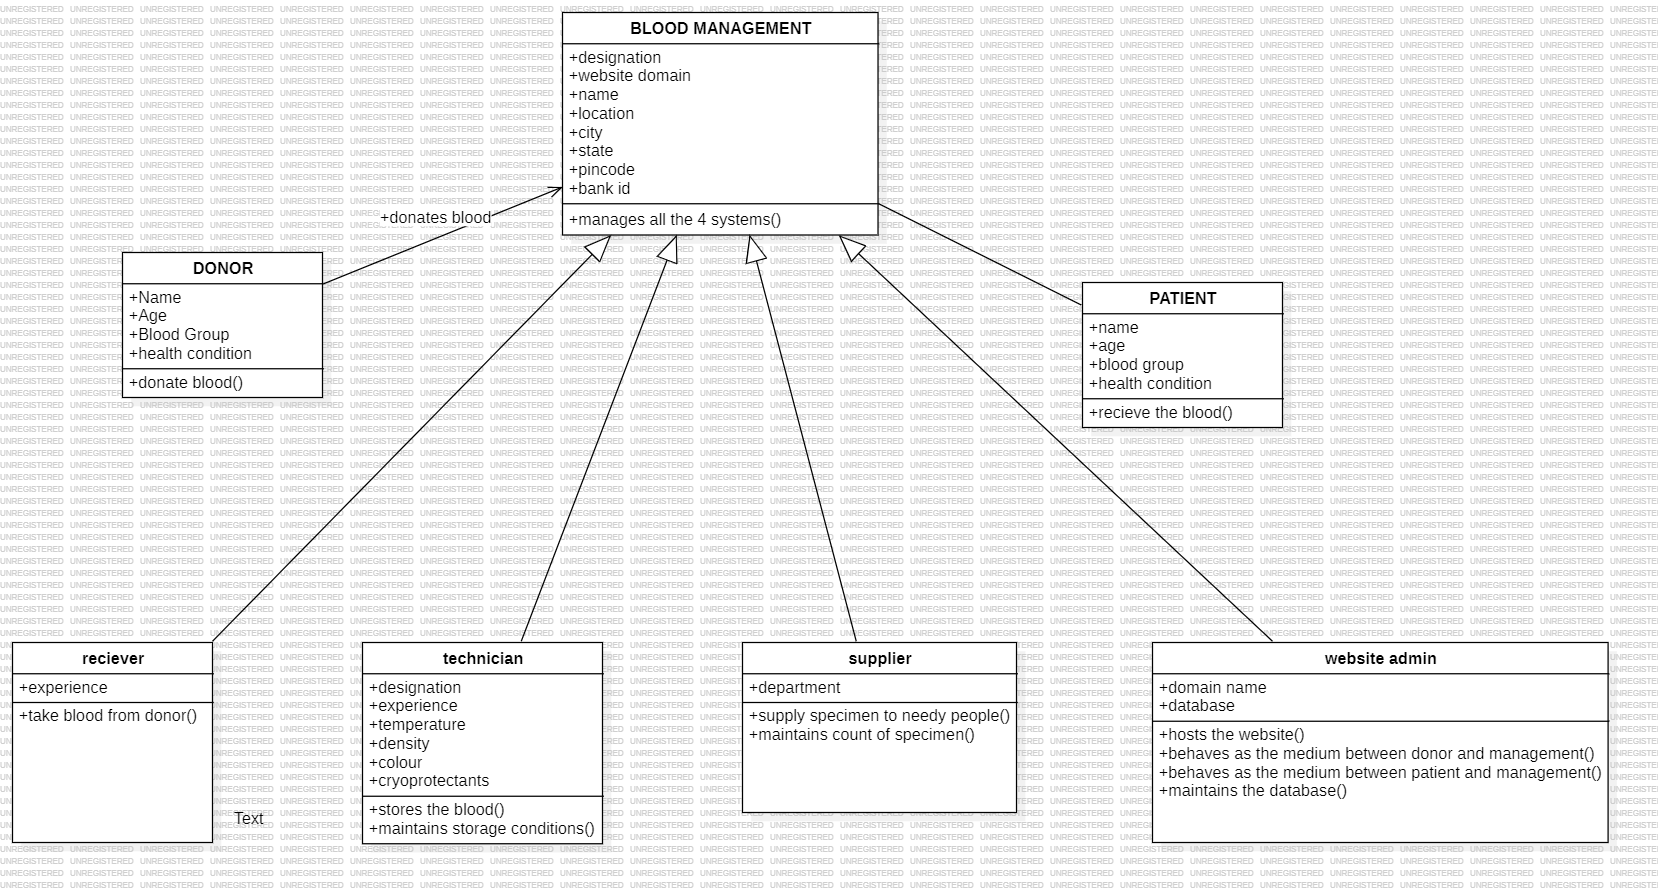 BLOOD MANAGEMENT
+designation
+website domain
+name
+location
+city
+state
+pincode
+bank id
+manages all the 4 systems()
+donates blood
DONOR
+Name
+Age
+Blood Group
+health condition
+donate blood()
PATIENT
+name
+age
+blood group
+health condition
+recieve the blood()
reciever
+experience
+take blood from donor()
Text
technician
+designation
+experience
+temperature
+density
+colour
+cryoprotectants
+stores the blood()
+maintains storage conditions()
supplier
+department
+supply specimen to needy people()
+maintains count of specimen()
website admin
+domain name
+database
+hosts the website()
+behaves as the medium between donor and management()
+behaves as the medium between patient and management()
+maintains the database()
UNREGISTERED